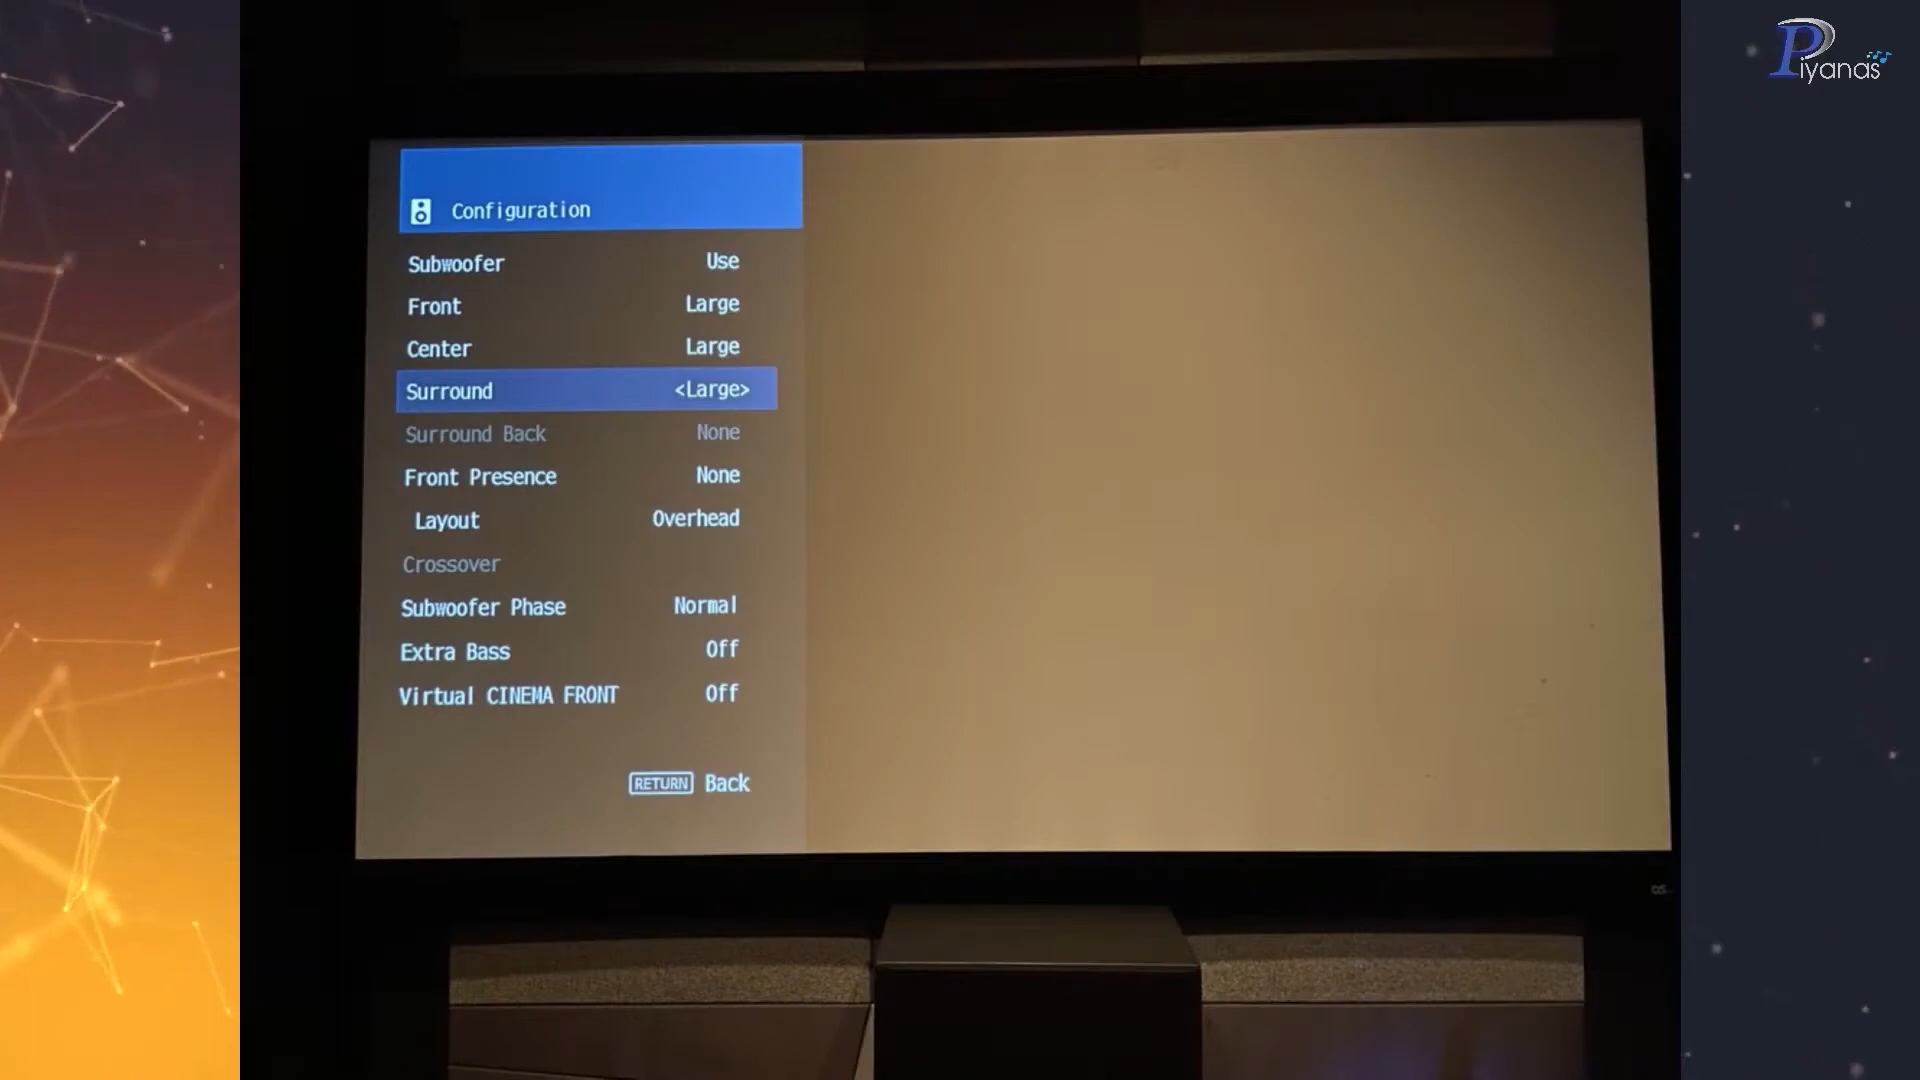 Piyanas
Configuration
Subwoofer Use
Front Large
Center Large
Surround <Large>
Surround Back None
Front Presence None
Layout Overhead
Crossover
Subwoofer Phase Normal
Extra Bass Off
Virtual CINEMA FRONT Off
RETURN Back